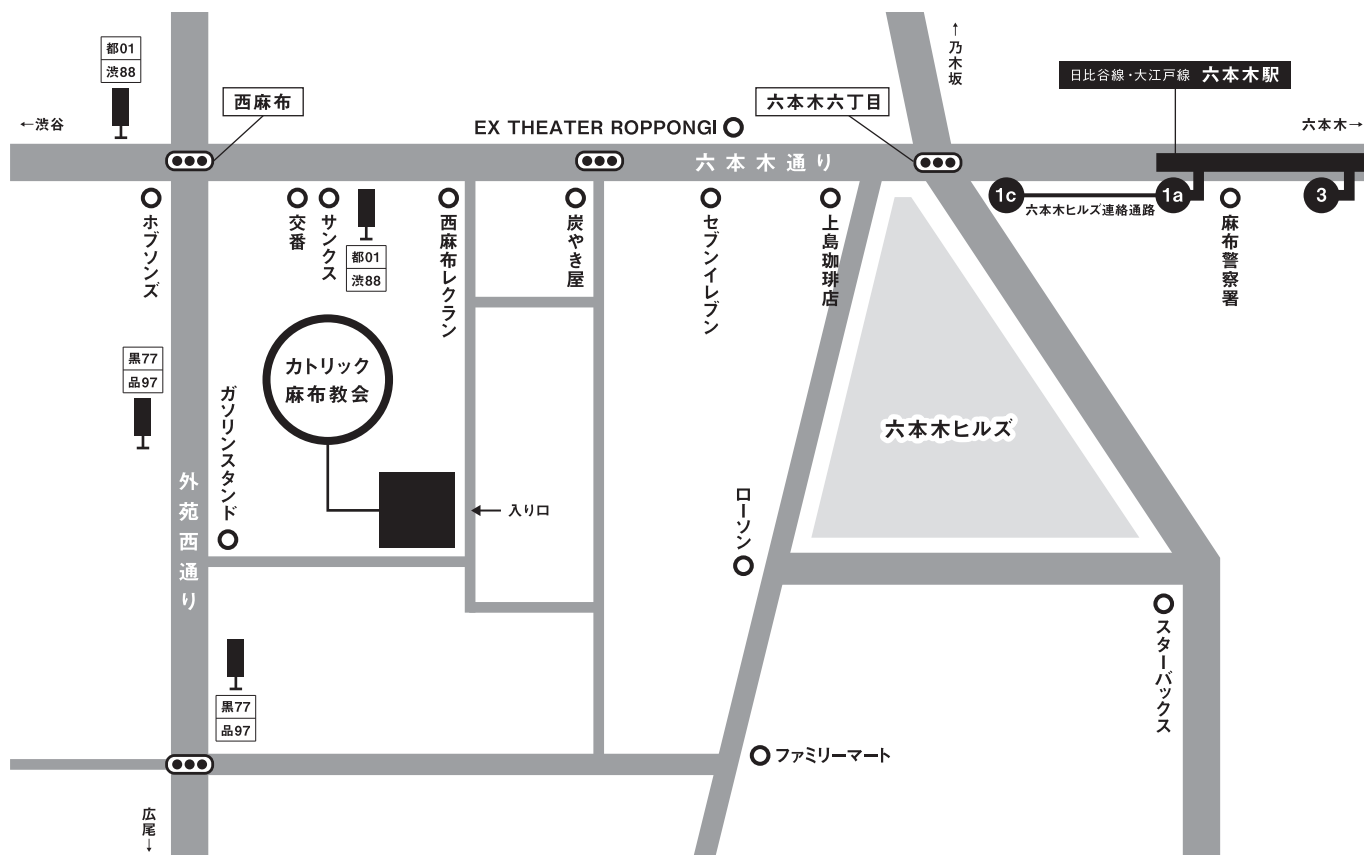 都01
渋88
←渋谷
西麻布
EX THEATER ROPPONGI
六本木六丁目
↑乃木坂
日比谷線・大江戸線 六本木駅
六本木→
六本木通り
ホブソンズ
交番
サンクス
都01
渋88
西麻布レクラン
炭やき屋
セブンイレブン
上島珈琲店
1c
六本木ヒルズ連絡通路
1a
麻布警察署
3
黒77
品97
ガソリンスタンド
カトリック
麻布教会
六本木ヒルズ
外苑西通り
←入り口
ローソン
スターバックス
黒77
品97
ファミリーマート
広尾↓